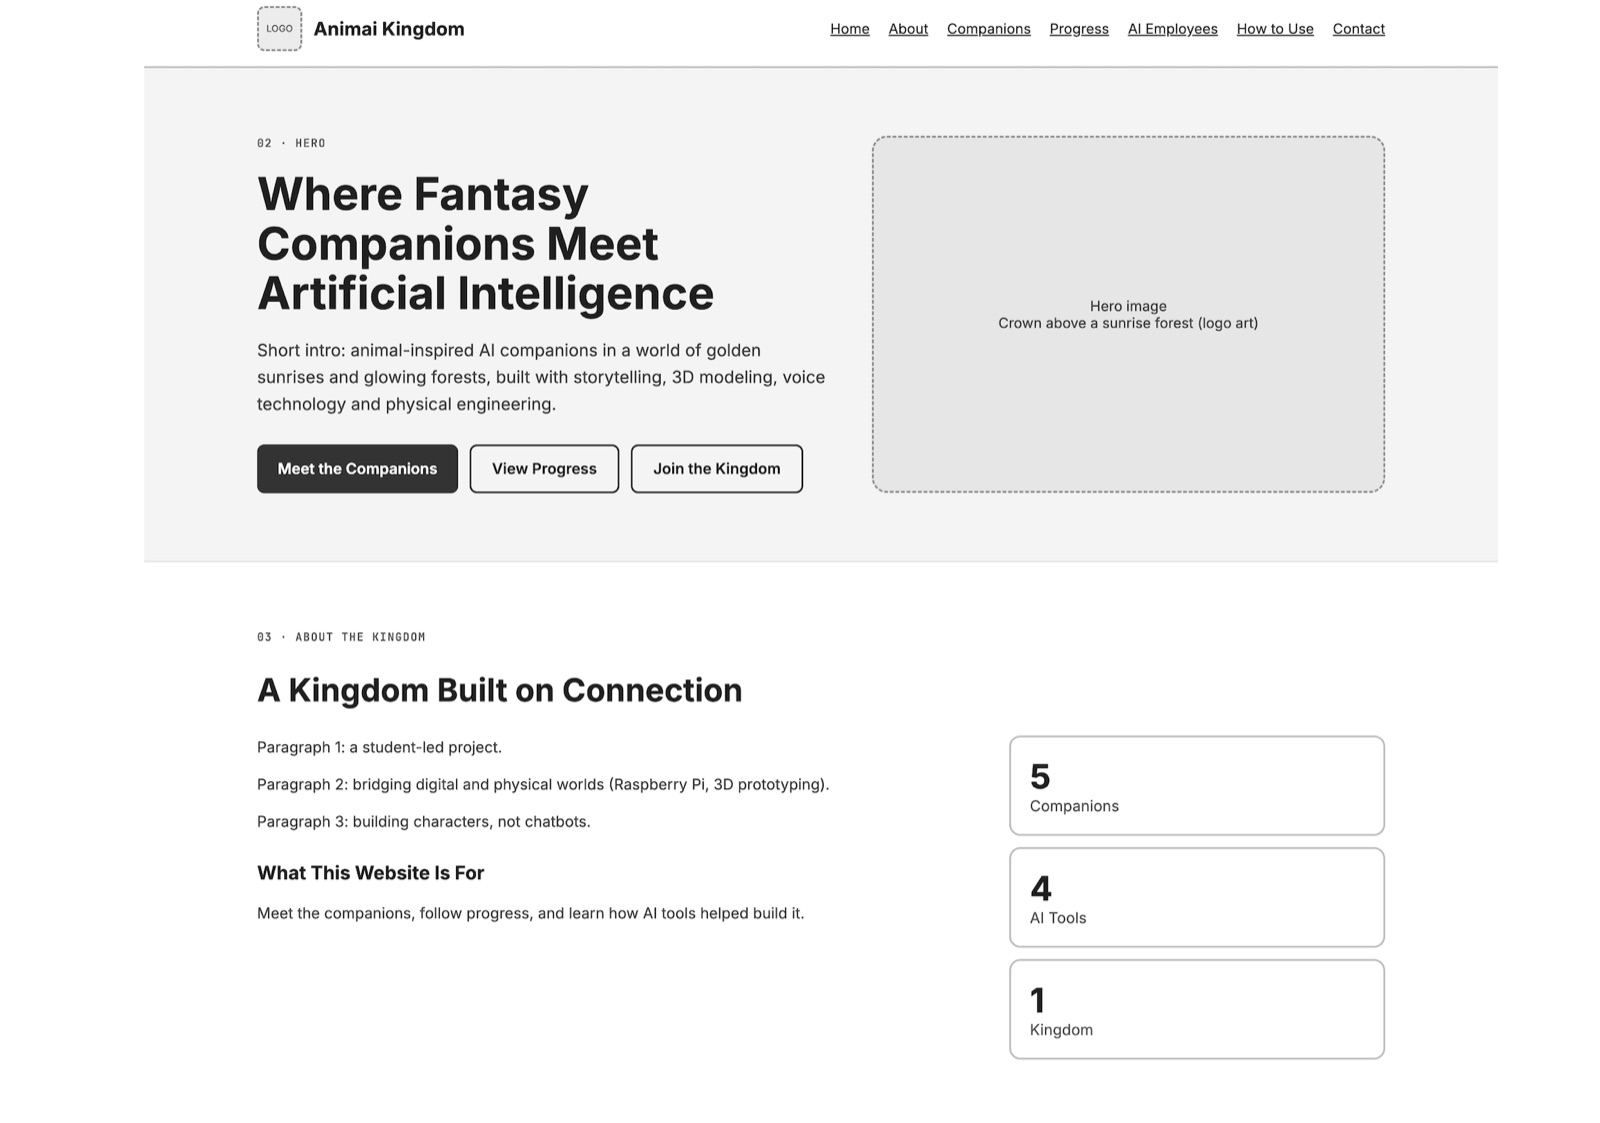 LOGO
Animai Kingdom
Home About Companions Progress AI Employees How to Use Contact
02 · HERO
Where Fantasy
Companions Meet
Artificial Intelligence
Short intro: animal-inspired AI companions in a world of golden
sunrises and glowing forests, built with storytelling, 3D modeling, voice
technology and physical engineering.
Meet the Companions
View Progress
Join the Kingdom
Hero image
Crown above a sunrise forest (logo art)
03 · ABOUT THE KINGDOM
A Kingdom Built on Connection
Paragraph 1: a student-led project.
Paragraph 2: bridging digital and physical worlds (Raspberry Pi, 3D prototyping).
Paragraph 3: building characters, not chatbots.
What This Website Is For
Meet the companions, follow progress, and learn how AI tools helped build it.
5
Companions
4
AI Tools
1
Kingdom